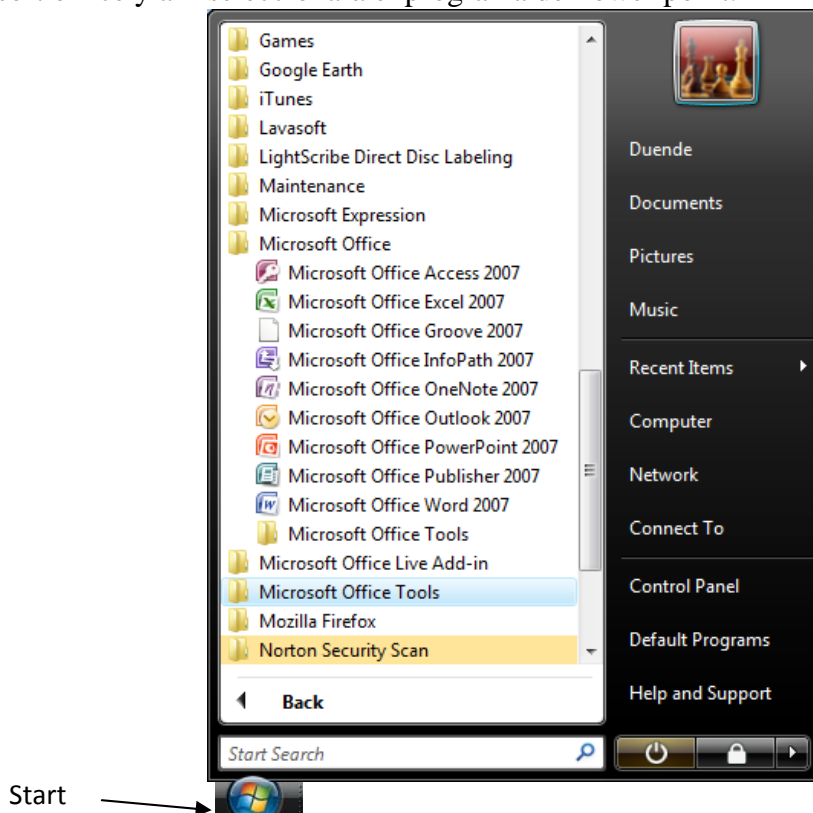 Games
Google Earth
iTunes
Lavasoft
LightScribe Direct Disc Labeling
Maintenance
Microsoft Expression
Microsoft Office
Microsoft Office Access 2007
Microsoft Office Excel 2007
Microsoft Office Groove 2007
Microsoft Office InfoPath 2007
Microsoft Office OneNote 2007
Microsoft Office Outlook 2007
Microsoft Office PowerPoint 2007
Microsoft Office Publisher 2007
Microsoft Office Word 2007
Microsoft Office Tools
Microsoft Office Live Add-in
Microsoft Office Tools
Mozilla Firefox
Norton Security Scan
Back
Start Search
Duende
Documents
Pictures
Music
Recent Items
Computer
Network
Connect To
Control Panel
Default Programs
Help and Support
Start